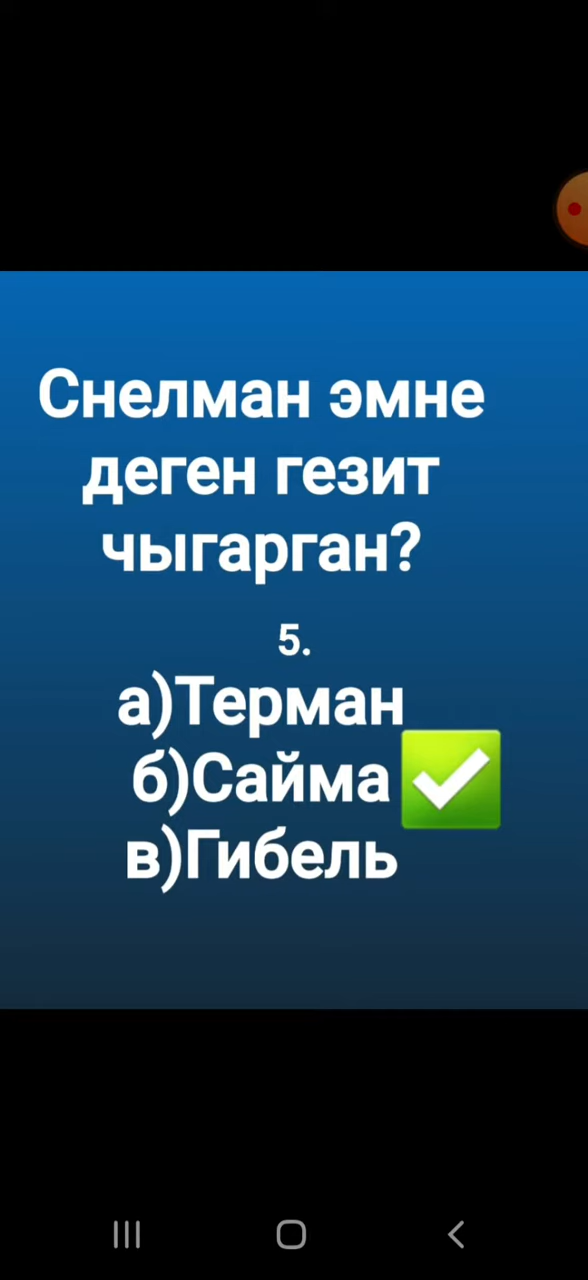 Снелман эмне
деген гезит
чыгарган?
5.
а)Терман
б)Сайма
в)Гибель